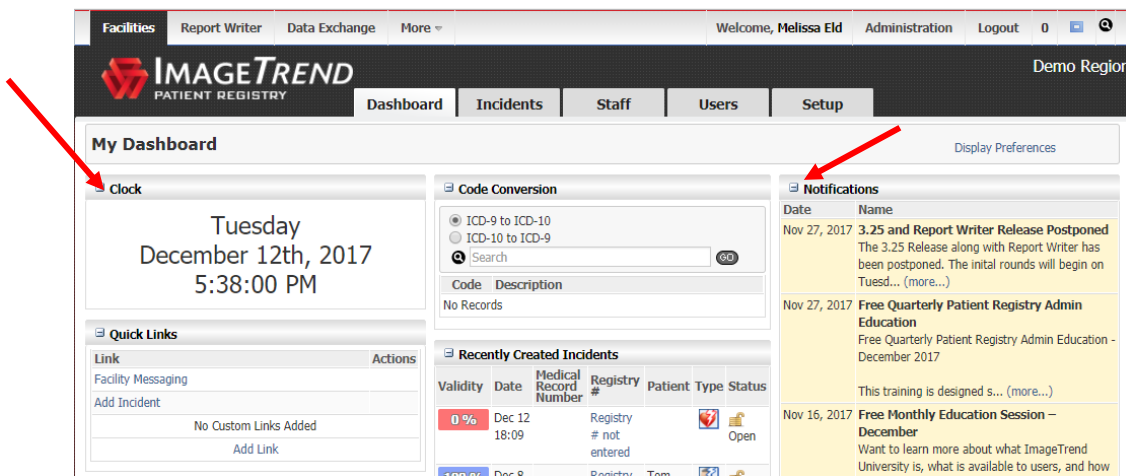 Facilities Report Writer Data Exchange More Welcome, Melissa Eld Administration Logout 0
IMAGETREND
PATIENT REGISTRY
Demo Region
Dashboard Incidents Staff Users Setup
My Dashboard
Display Preferences
Clock
Tuesday
December 12th, 2017
5:38:00 PM
Quick Links
Link Actions
Facility Messaging
Add Incident
No Custom Links Added
Add Link
Code Conversion
ICD-9 to ICD-10
ICD-10 to ICD-9
Search GO
Code Description
No Records
Recently Created Incidents
Validity Date Medical Record Number Registry # Patient Type Status
0 % Dec 12 Registry
18:09 # not Open
entered
100 % Dec 8 Registry Tom
Notifications
Date Name
Nov 27, 2017 3.25 and Report Writer Release Postponed
The 3.25 Release along with Report Writer has
been postponed. The inital rounds will begin on
Tuesd... (more...)
Nov 27, 2017 Free Quarterly Patient Registry Admin
Education
Free Quarterly Patient Registry Admin Education -
December 2017
This training is designed s... (more...)
Nov 16, 2017 Free Monthly Education Session –
December
Want to learn more about what ImageTrend
University is, what is available to users, and how